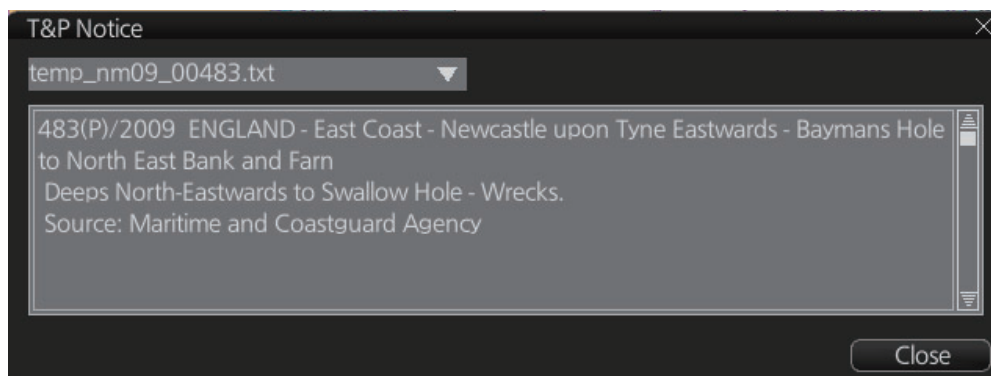 T&P Notice
temp_nm09_00483.txt
483(P)/2009 ENGLAND - East Coast - Newcastle upon Tyne Eastwards - Baymans Hole
to North East Bank and Farn
Deeps North-Eastwards to Swallow Hole - Wrecks.
Source: Maritime and Coastguard Agency
Close